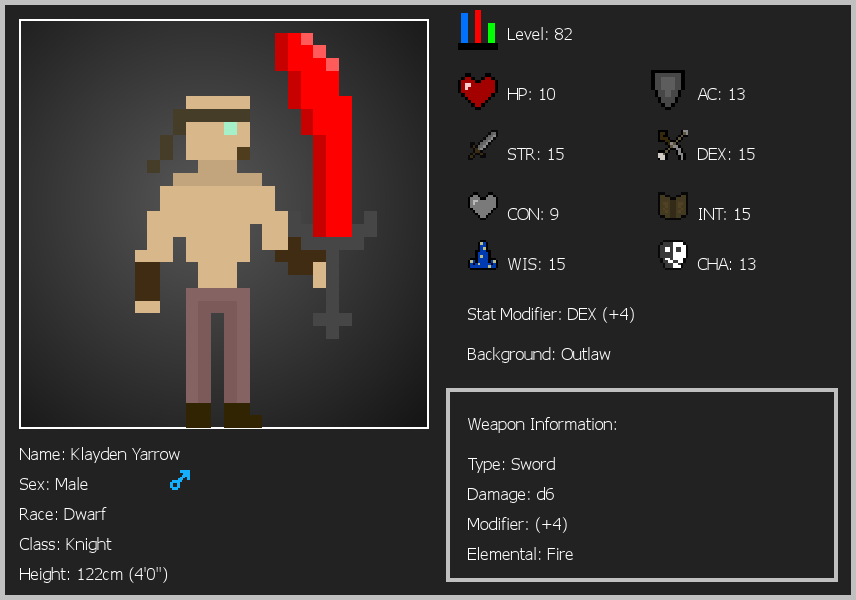 Level: 82
HP: 10
AC: 13
STR: 15
DEX: 15
CON: 9
INT: 15
WIS: 15
CHA: 13
Stat Modifier: DEX (+4)
Background: Outlaw
Weapon Information:
Type: Sword
Damage: d6
Modifier: (+4)
Elemental: Fire
Name: Klayden Yarrow
Sex: Male
Race: Dwarf
Class: Knight
Height: 122cm (4'0")